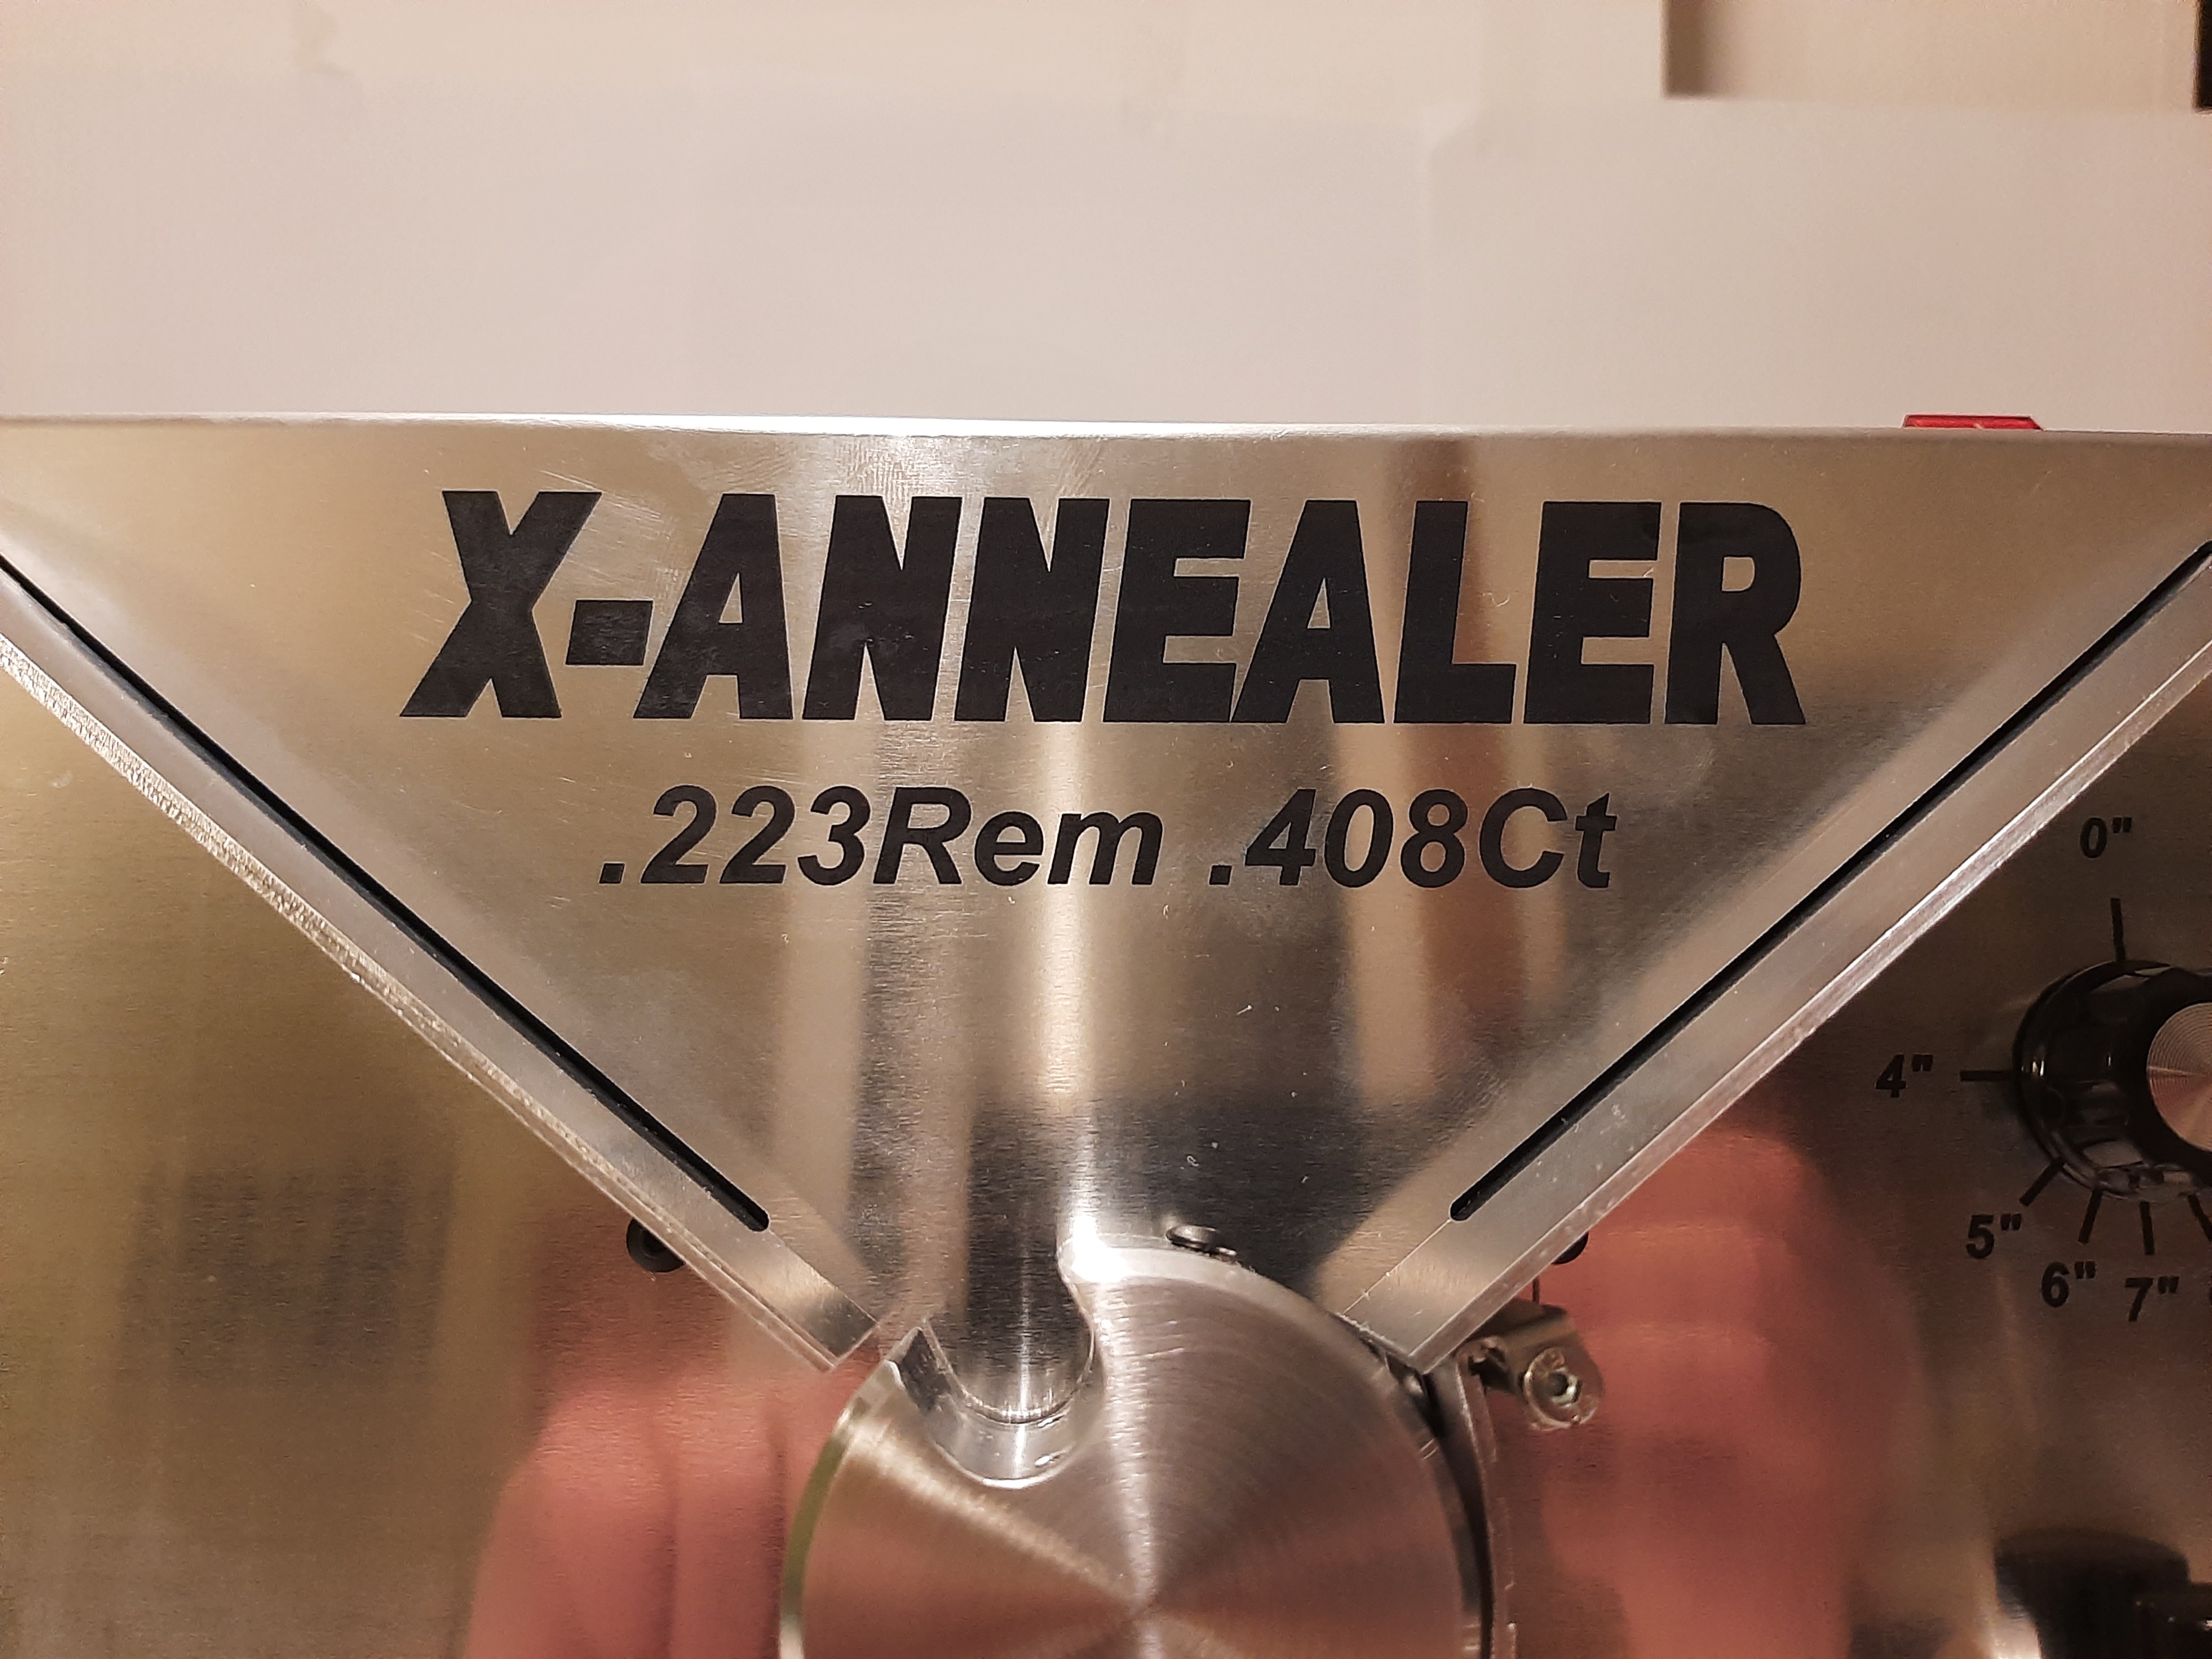 X-ANNEALER
.223Rem .408Ct
0"
4"
5"
6"
7"